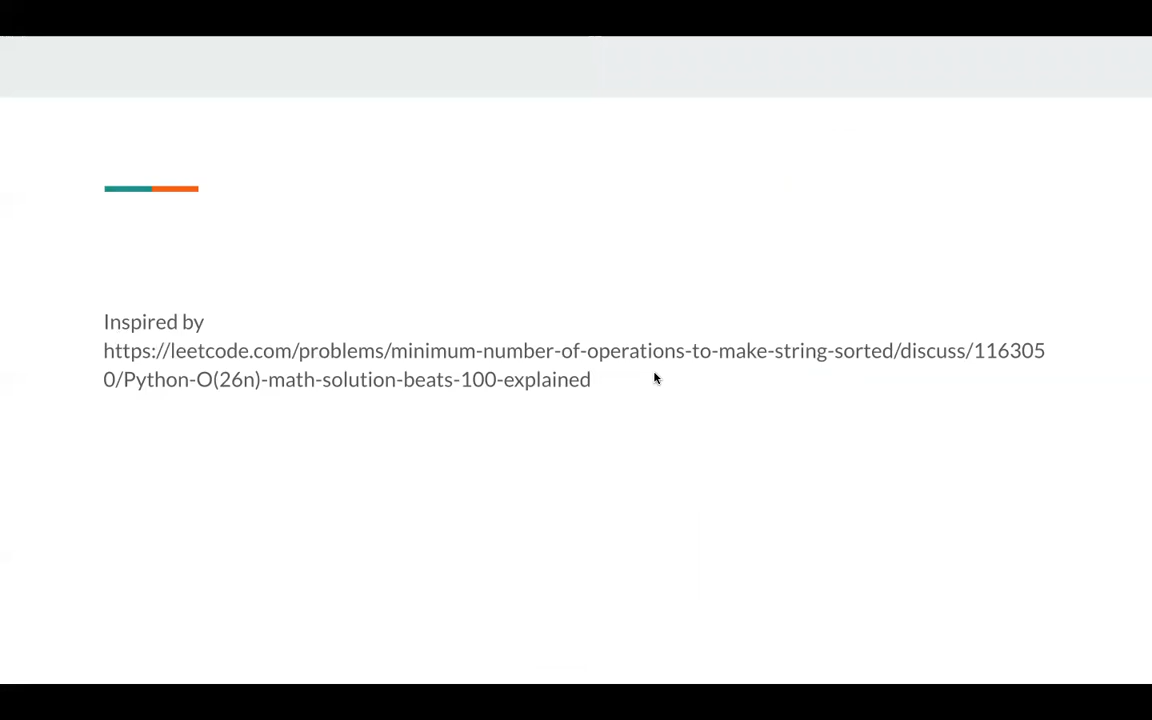 Inspired by
https://leetcode.com/problems/minimum-number-of-operations-to-make-string-sorted/discuss/116305
0/Python-O(26n)-math-solution-beats-100-explained